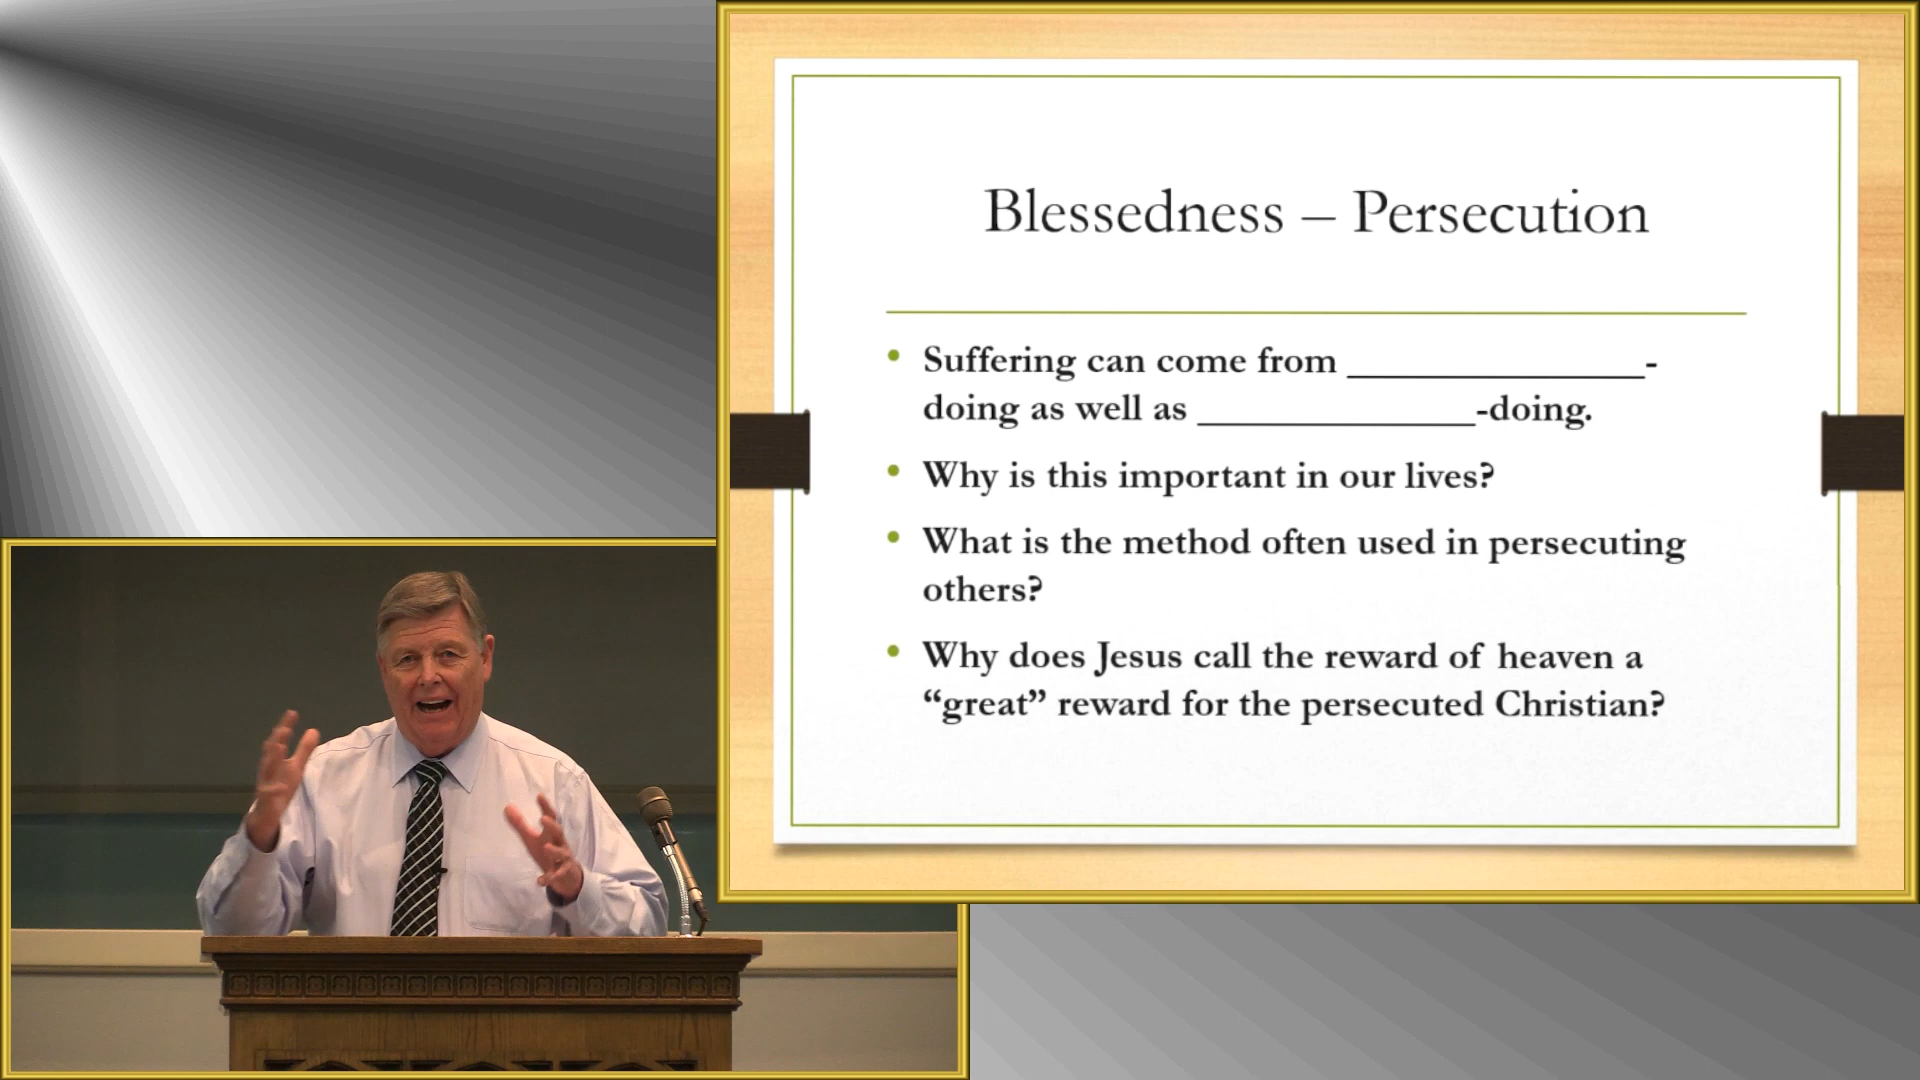 Blessedness – Persecution
• Suffering can come from ________________-
doing as well as _______________-doing.
• Why is this important in our lives?
• What is the method often used in persecuting
others?
• Why does Jesus call the reward of heaven a
“great” reward for the persecuted Christian?